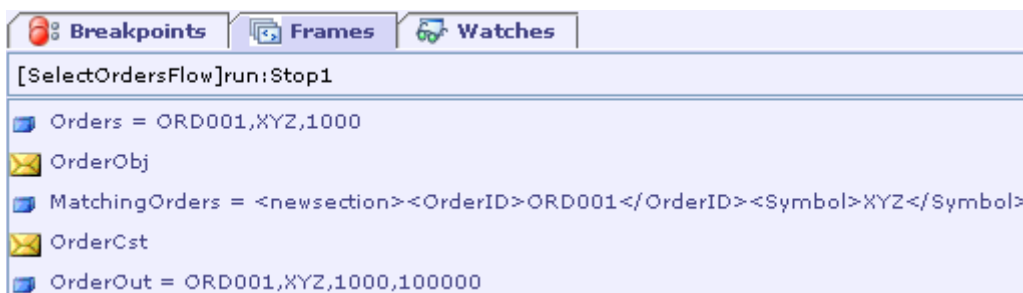 Breakpoints Frames Watches
[SelectOrdersFlow]run:Stop1
Orders = ORD001,XYZ,1000
OrderObj
MatchingOrders = <newsection><OrderID>ORD001</OrderID><Symbol>XYZ</Symbol>
OrderCst
OrderOut = ORD001,XYZ,1000,100000